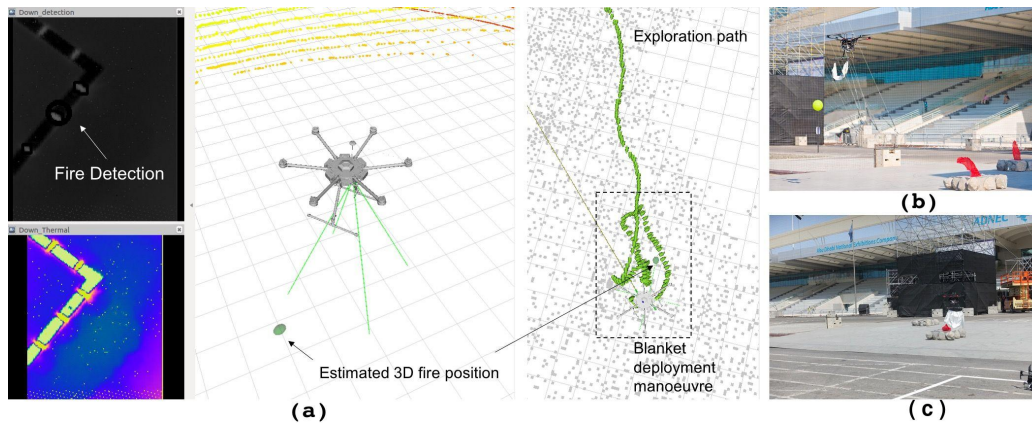 Down_detection
Fire Detection
Down_Thermal
Exploration path
Estimated 3D fire position
Blanket
deployment
manoeuvre
(a)
(b)
ADNEC
(c)